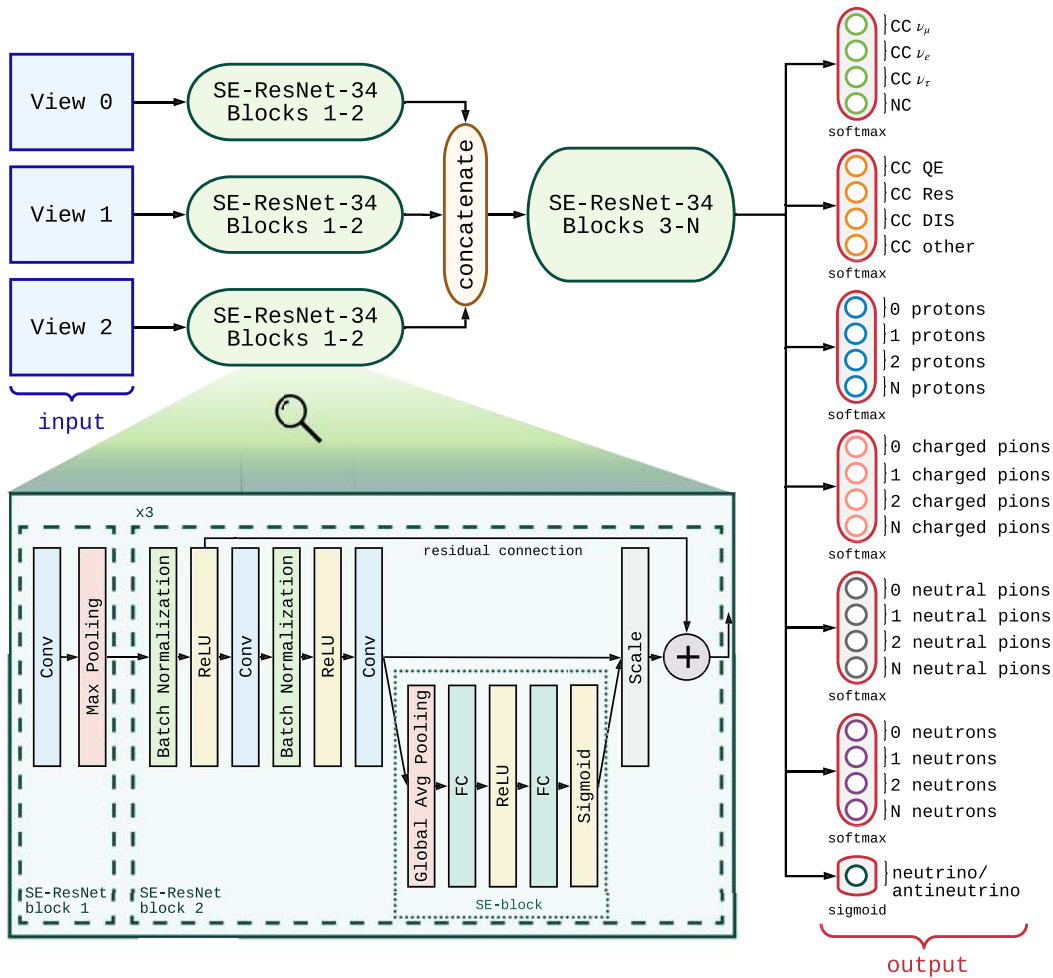 View 0
SE-ResNet-34
Blocks 1-2
View 1
SE-ResNet-34
Blocks 1-2
View 2
SE-ResNet-34
Blocks 1-2
input
concatenate
SE-ResNet-34
Blocks 3-N
CC νμ
CC νe
CC ντ
NC
softmax
CC QE
CC Res
CC DIS
CC other
softmax
0 protons
1 protons
2 protons
N protons
softmax
0 charged pions
1 charged pions
2 charged pions
N charged pions
softmax
0 neutral pions
1 neutral pions
2 neutral pions
N neutral pions
softmax
0 neutrons
1 neutrons
2 neutrons
N neutrons
softmax
neutrino/
antineutrino
sigmoid
output
x3
residual connection
Conv
Max Pooling
Batch Normalization
ReLU
Conv
Batch Normalization
ReLU
Conv
Scale
+
Global Avg Pooling
FC
ReLU
FC
Sigmoid
SE-block
SE-ResNet
block 1
SE-ResNet
block 2